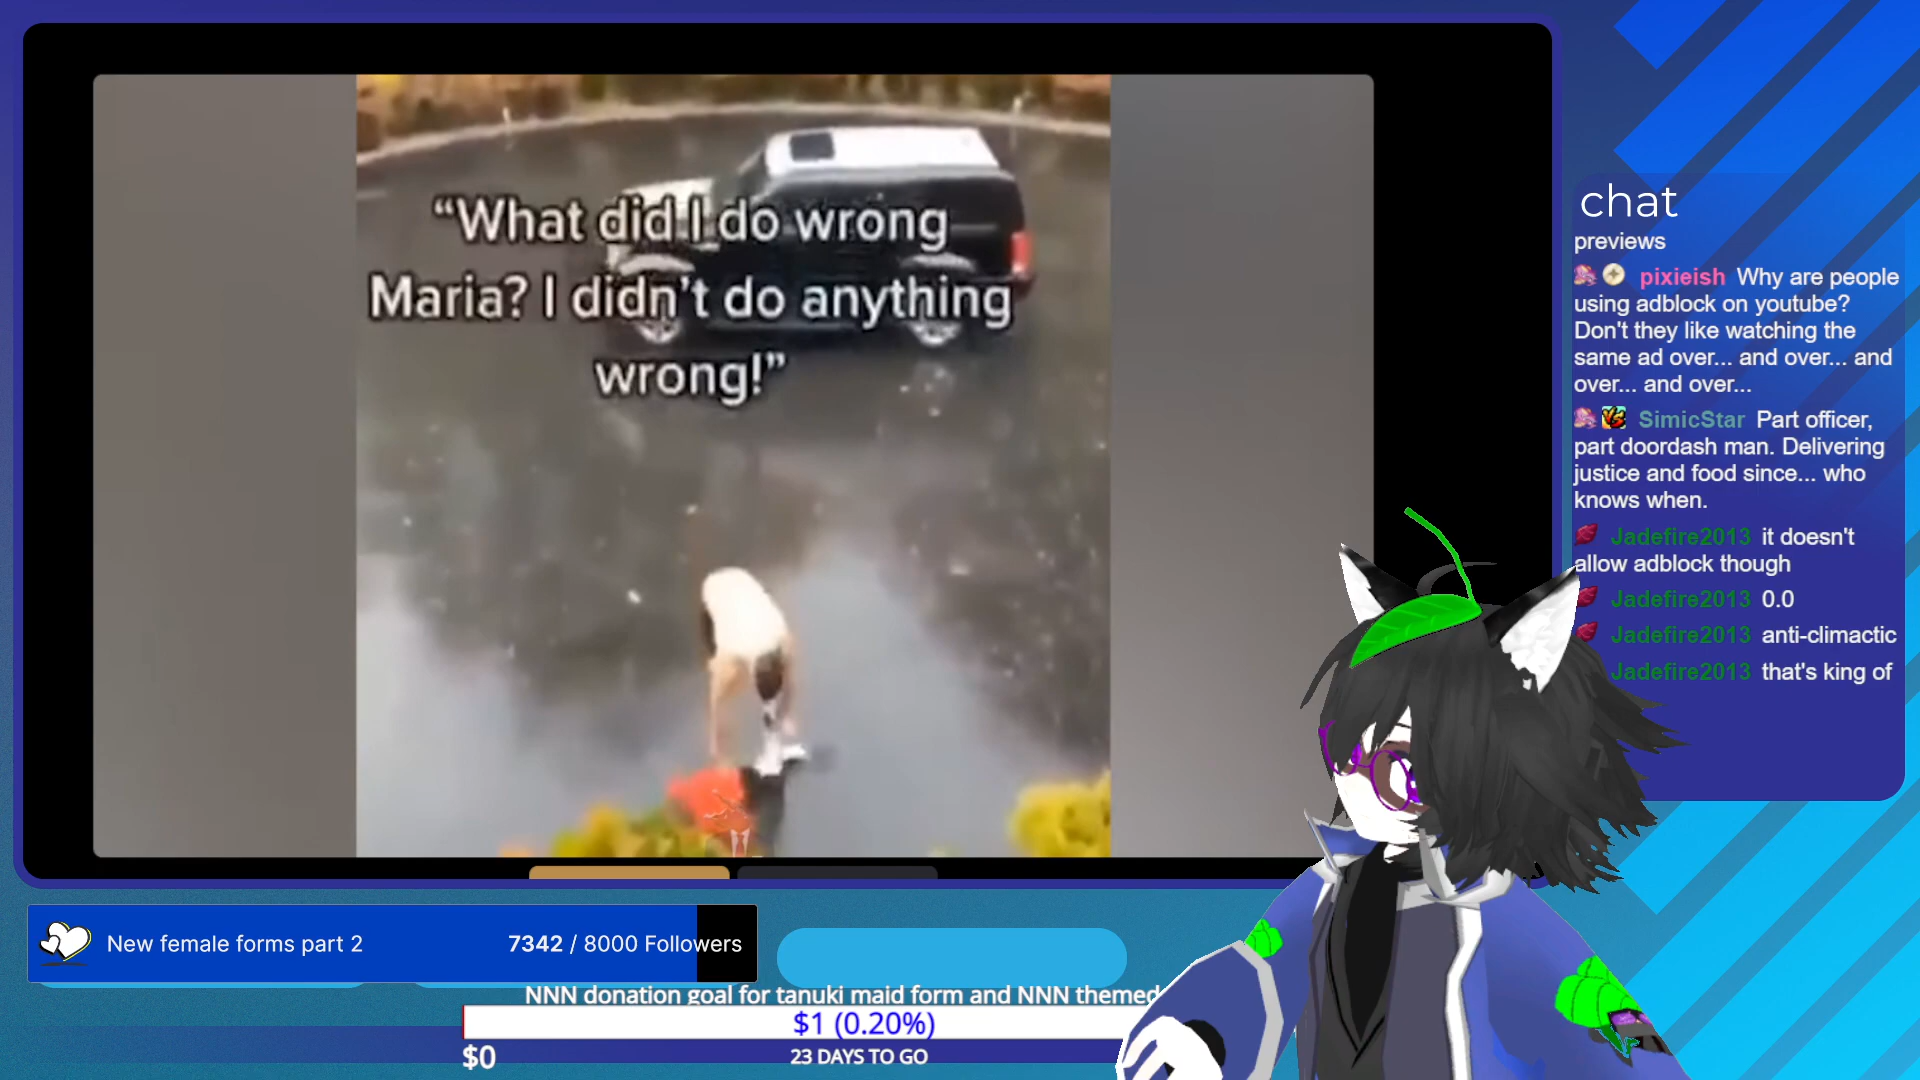 “What did I do wrong
Maria? I didn't do anything
wrong!”
chat
previews
pixieish Why are people
using adblock on youtube?
Don't they like watching the
same ad over... and over... and
over... and over...
SimicStar Part officer,
part doordash man. Delivering
justice and food since... who
knows when.
Jadefire2013 it doesn't
allow adblock though
Jadefire2013 0.0
Jadefire2013 anti-climactic
Jadefire2013 that's king of
New female forms part 2
7342 / 8000 Followers
NNN donation goal for tanuki maid form and NNN themed
$1 (0.20%)
$0
23 DAYS TO GO